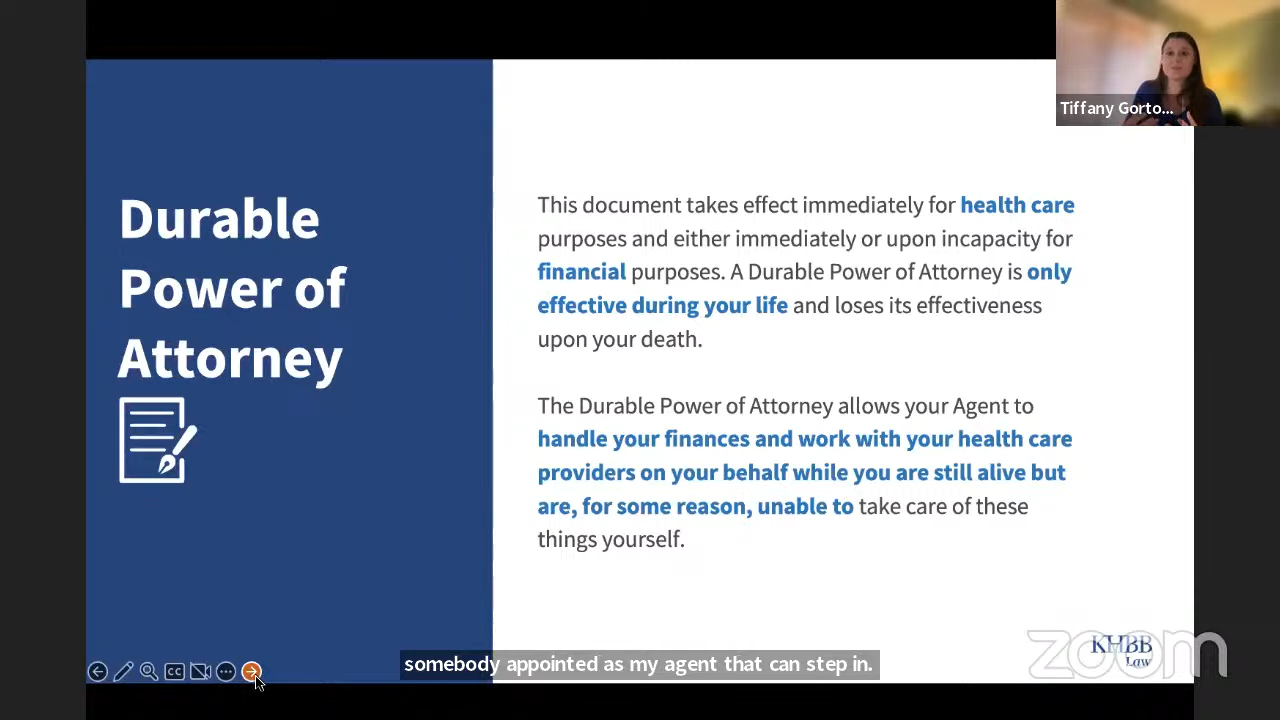 Tiffany Gorto...
Durable
Power of
Attorney
This document takes effect immediately for health care
purposes and either immediately or upon incapacity for
financial purposes. A Durable Power of Attorney is only
effective during your life and loses its effectiveness
upon your death.
The Durable Power of Attorney allows your Agent to
handle your finances and work with your health care
providers on your behalf while you are still alive but
are, for some reason, unable to take care of these
things yourself.
KHBB
Law
zoom
CC
somebody appointed as my agent that can step in.